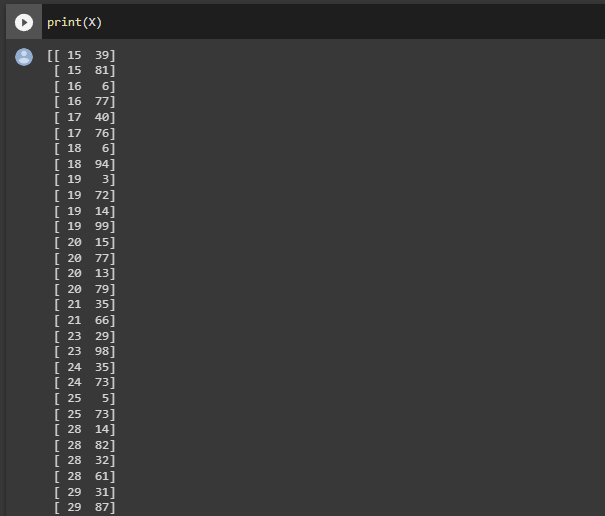 print(X)
[[ 15  39]
 [ 15  81]
 [ 16   6]
 [ 16  77]
 [ 17  40]
 [ 17  76]
 [ 18   6]
 [ 18  94]
 [ 19   3]
 [ 19  72]
 [ 19  14]
 [ 19  99]
 [ 20  15]
 [ 20  77]
 [ 20  13]
 [ 20  79]
 [ 21  35]
 [ 21  66]
 [ 23  29]
 [ 23  98]
 [ 24  35]
 [ 24  73]
 [ 25   5]
 [ 25  73]
 [ 28  14]
 [ 28  82]
 [ 28  32]
 [ 28  61]
 [ 29  31]
 [ 29  87]